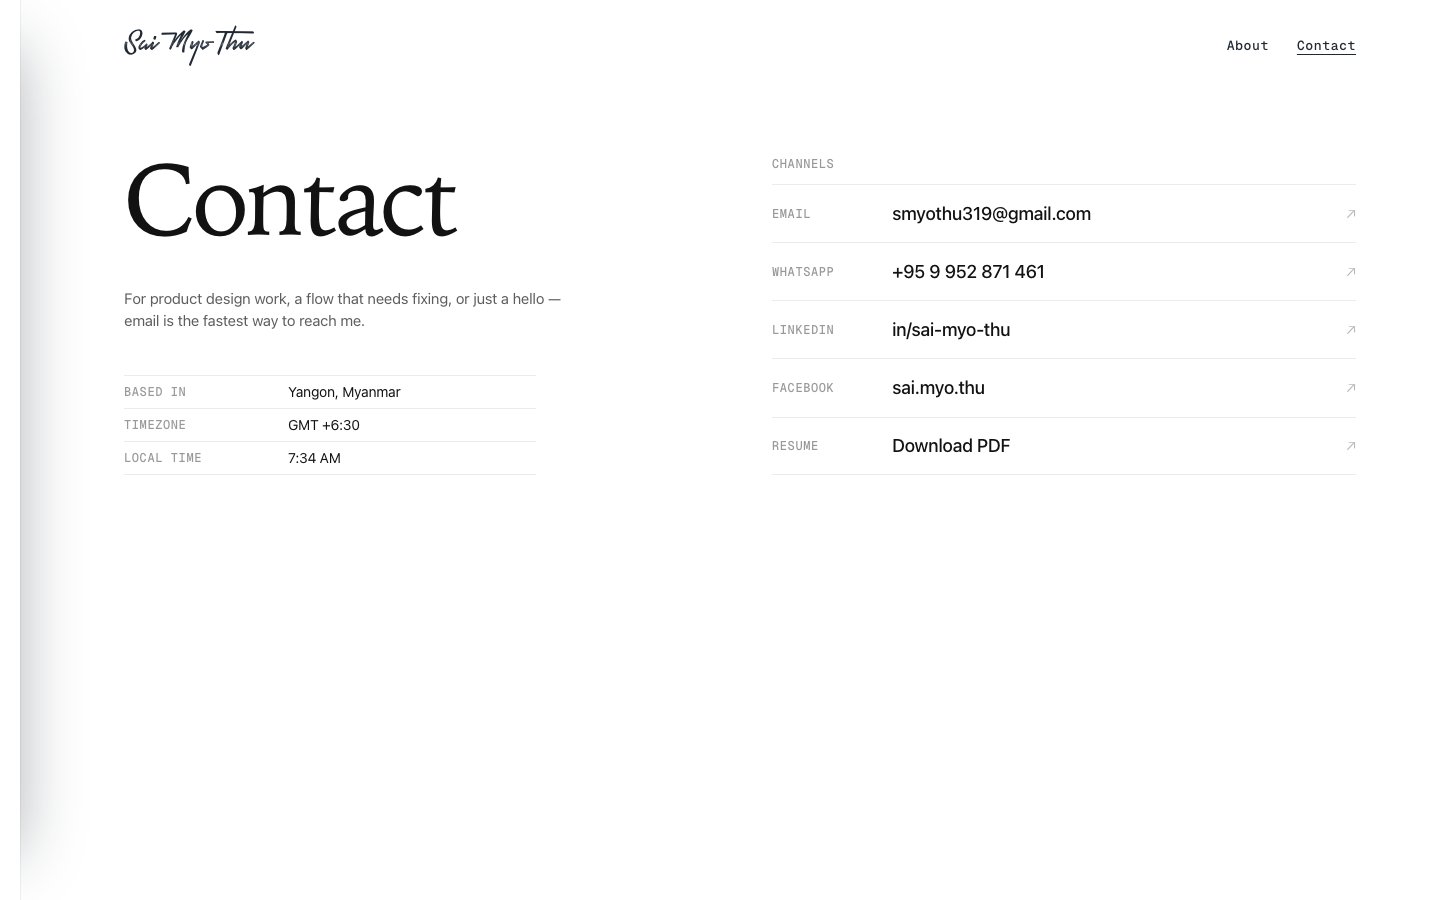 Sai Myo Thu
About
Contact
Contact
For product design work, a flow that needs fixing, or just a hello —
email is the fastest way to reach me.
BASED IN Yangon, Myanmar
TIMEZONE GMT +6:30
LOCAL TIME 7:34 AM
CHANNELS
EMAIL smyothu319@gmail.com ↗
WHATSAPP +95 9 952 871 461 ↗
LINKEDIN in/sai-myo-thu ↗
FACEBOOK sai.myo.thu ↗
RESUME Download PDF ↗